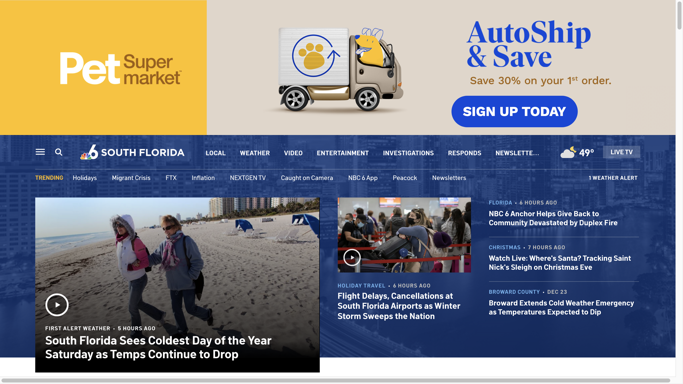 Pet Super
market
AutoShip
& Save
Save 30% on your 1st order.
SIGN UP TODAY
6 SOUTH FLORIDA
LOCAL WEATHER VIDEO ENTERTAINMENT INVESTIGATIONS RESPONDS NEWSLETTE...
49º
LIVE TV
TRENDING Holidays Migrant Crisis FTX Inflation NEXTGEN TV Caught on Camera NBC 6 App Peacock Newsletters
1 WEATHER ALERT
FIRST ALERT WEATHER • 5 HOURS AGO
South Florida Sees Coldest Day of the Year
Saturday as Temps Continue to Drop
HOLIDAY TRAVEL • 6 HOURS AGO
Flight Delays, Cancellations at
South Florida Airports as Winter
Storm Sweeps the Nation
FLORIDA • 6 HOURS AGO
NBC 6 Anchor Helps Give Back to
Community Devastated by Duplex Fire
CHRISTMAS • 7 HOURS AGO
Watch Live: Where's Santa? Tracking Saint
Nick's Sleigh on Christmas Eve
BROWARD COUNTY • DEC 23
Broward Extends Cold Weather Emergency
as Temperatures Expected to Dip